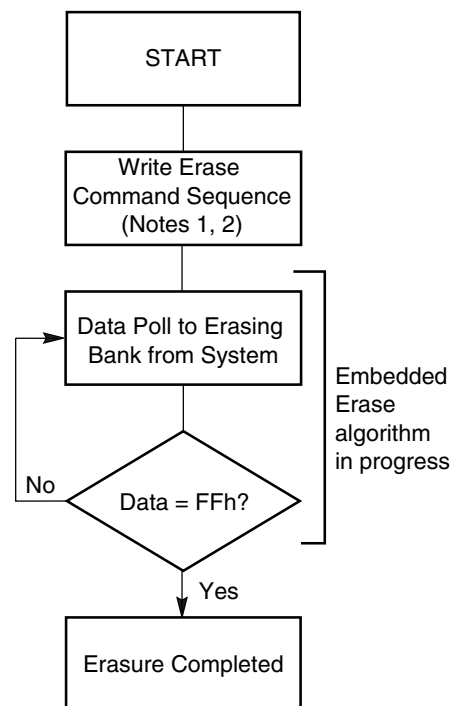 START
Write Erase
Command Sequence
(Notes 1, 2)
Data Poll to Erasing
Bank from System
Embedded
Erase
algorithm
in progress
No
Data = FFh?
Yes
Erasure Completed